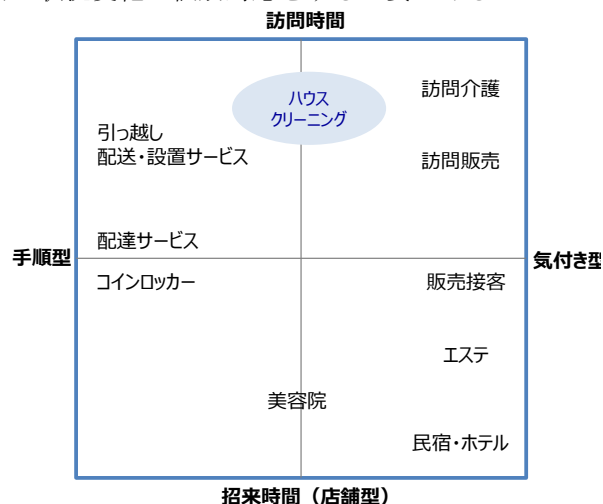 訪問時間
ハウス
クリーニング
訪問介護
引っ越し
配送・設置サービス
訪問販売
配達サービス
手順型
気付き型
コインロッカー
販売接客
エステ
美容院
民宿・ホテル
招来時間（店舗型）